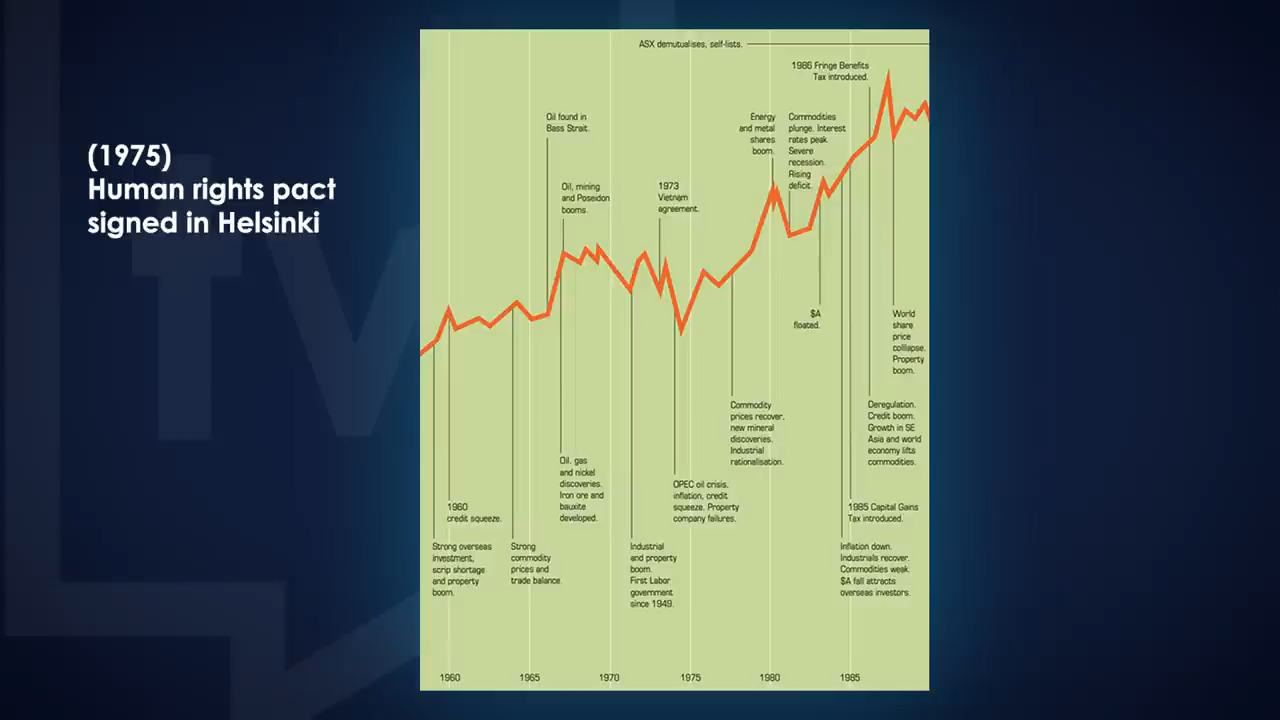 (1975)
Human rights pact
signed in Helsinki
ASX demutualises, self-lists.
1986 Fringe Benefits
Tax introduced.
Oil found in
Bass Strait.
Energy
and metal
shares
boom.
Commodities
plunge. Interest
rates peak.
Severe
recession.
Rising
deficit.
Oil, mining
and Poseidon
booms.
1973
Vietnam
agreement.
$A
floated.
World
share
price
colllapse.
Property
boom.
Commodity
prices recover,
new mineral
discoveries.
Industrial
rationalisation.
Deregulation.
Credit boom.
Growth in SE
Asia and world
economy lifts
commodities.
Oil, gas
and nickel
discoveries.
Iron ore and
bauxite
developed.
OPEC oil crisis,
inflation, credit
squeeze. Property
company failures.
1960
credit squeeze.
1985 Capital Gains
Tax introduced.
Strong overseas
investment,
scrip shortage
and property
boom.
Strong
commodity
prices and
trade balance.
Industrial
and property
boom.
First Labor
government
since 1949.
Inflation down.
Industrials recover.
Commodities weak.
$A fall attracts
overseas investors.
1960 1965 1970 1975 1980 1985